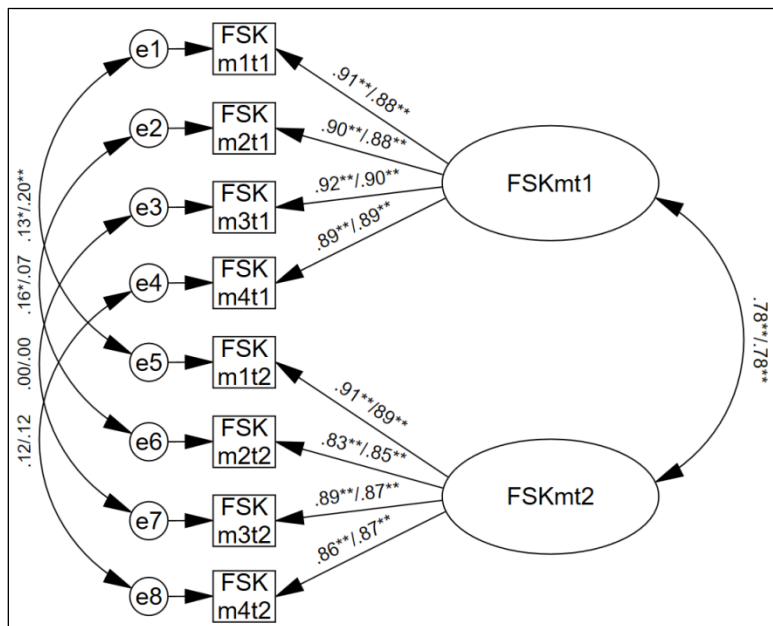 e1
FSK
m1t1
e2
FSK
m2t1
e3
FSK
m3t1
e4
FSK
m4t1
e5
FSK
m1t2
e6
FSK
m2t2
e7
FSK
m3t2
e8
FSK
m4t2
.91**/.88**
.90**/.88**
.92**/.90**
.89**/.89**
.91**/89**
.83**/.85**
.89**/.87**
.86**/.87**
FSKmt1
FSKmt2
.78**/.78**
.13*/.20**
.16*/.07
.00/.00
.12/.12